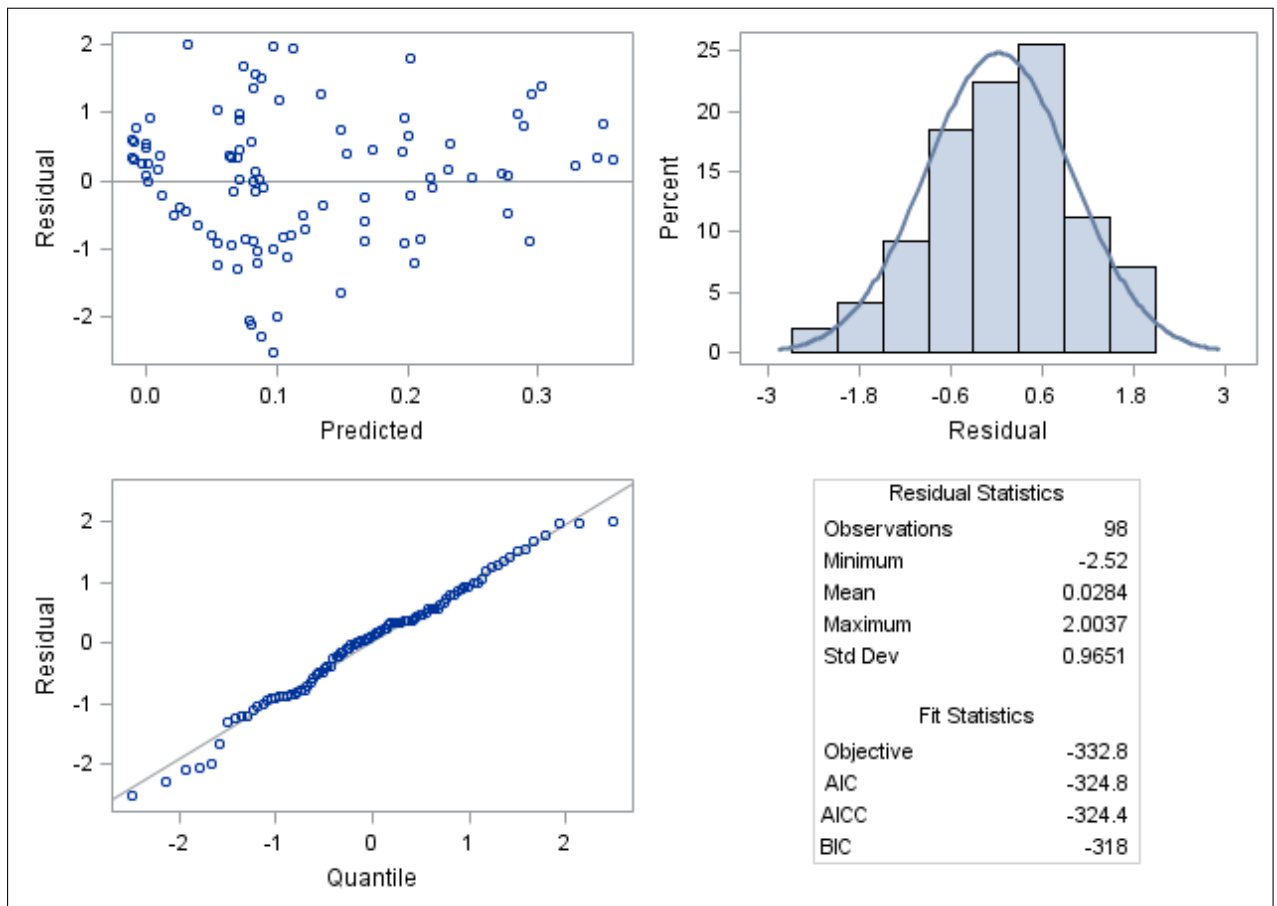 2
1
0
-1
-2
Residual
0.0 0.1 0.2 0.3
Predicted
25
20
15
10
5
0
Percent
-3 -1.8 -0.6 0.6 1.8 3
Residual
2
1
0
-1
-2
Residual
-2 -1 0 1 2
Quantile
Residual Statistics
Observations 98
Minimum -2.52
Mean 0.0284
Maximum 2.0037
Std Dev 0.9651
Fit Statistics
Objective -332.8
AIC -324.8
AICC -324.4
BIC -318